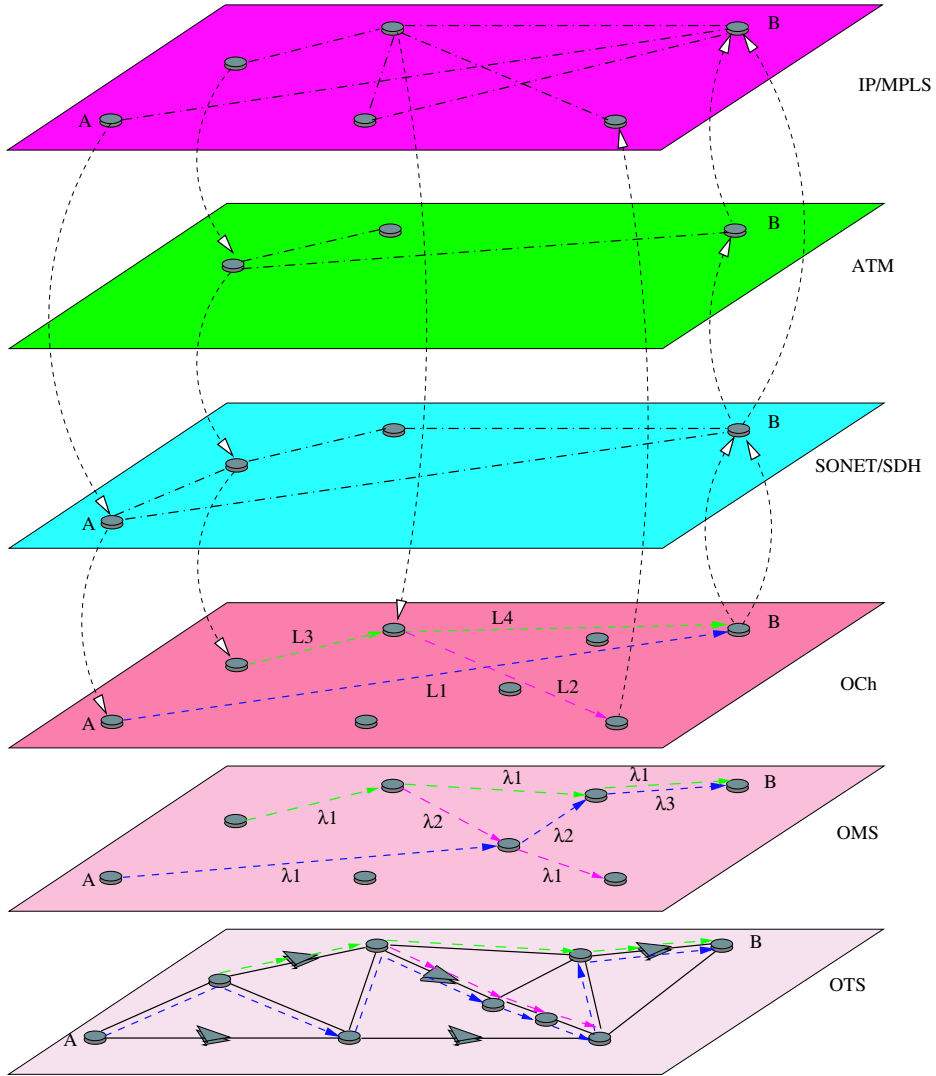 B
IP/MPLS
A
B
ATM
B
SONET/SDH
A
L3
L4
B
OCh
L1
L2
A
λ1
λ1
B
λ1
λ2
λ3
λ2
OMS
A
λ1
λ1
B
OTS
A